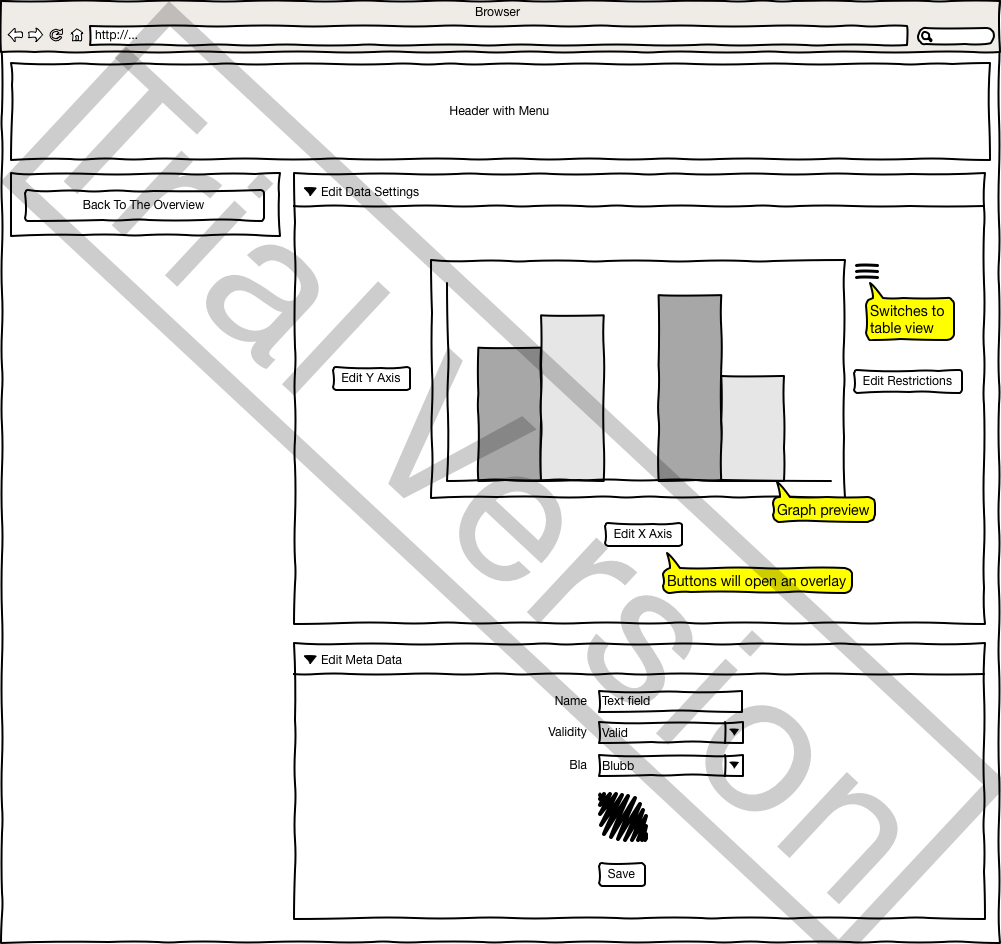 Browser
http://...
Header with Menu
Back To The Overview
Edit Data Settings
Switches to
table view
Edit Y Axis
Edit Restrictions
Graph preview
Edit X Axis
Buttons will open an overlay
Edit Meta Data
Name
Text field
Validity
Valid
Bla
Blubb
Save
Trial Version